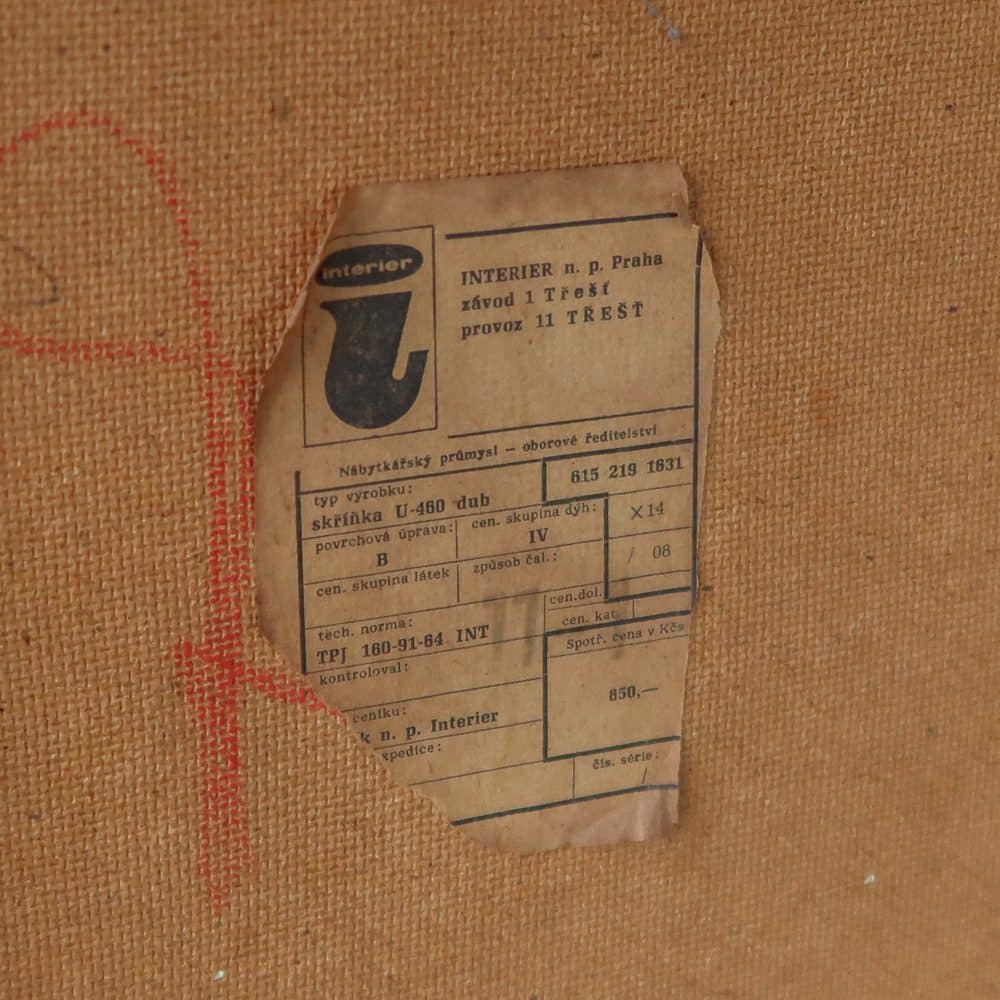 interier
INTERIER n. p. Praha
závod 1 Třešť
provoz 11 TŘEŠŤ
Nábytkářský průmysl — oborové ředitelství
typ výrobku:
615 219 1631
skříňka U-460 dub
povrchová úprava:
cen. skupina dýh:
X14
B
IV
/ 08
cen. skupina látek
způsob čal.:
cen.dol.
cen. kat.
tech. norma:
TPJ 160-91-64 INT
Spotř. cena v Kčs
kontroloval:
850,—
ceníku:
k n. p. Interier
xpedice:
čís. série:
/